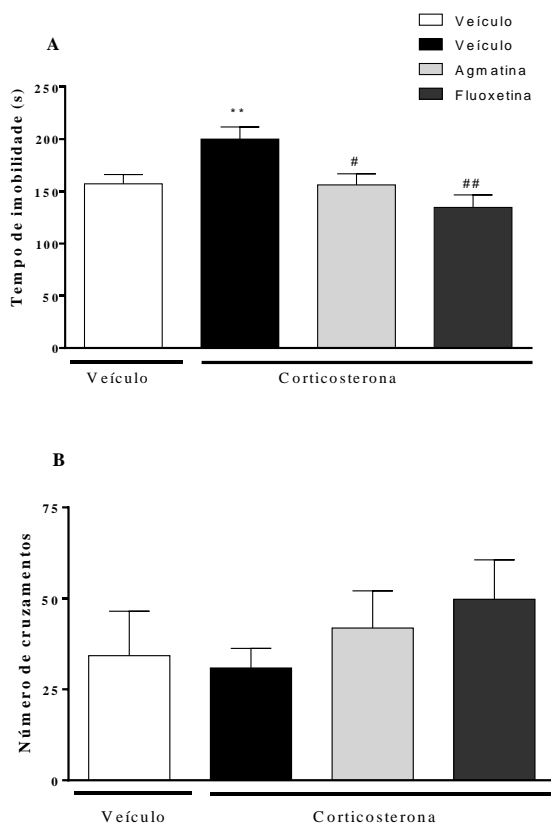 Veículo
Veículo
Agmatina
Fluoxetina
A
Tempo de imobilidade (s)
250
200
150
100
50
0
**
#
##
Veículo
Corticosterona
B
Número de cruzamentos
75
50
25
0
Veículo
Corticosterona